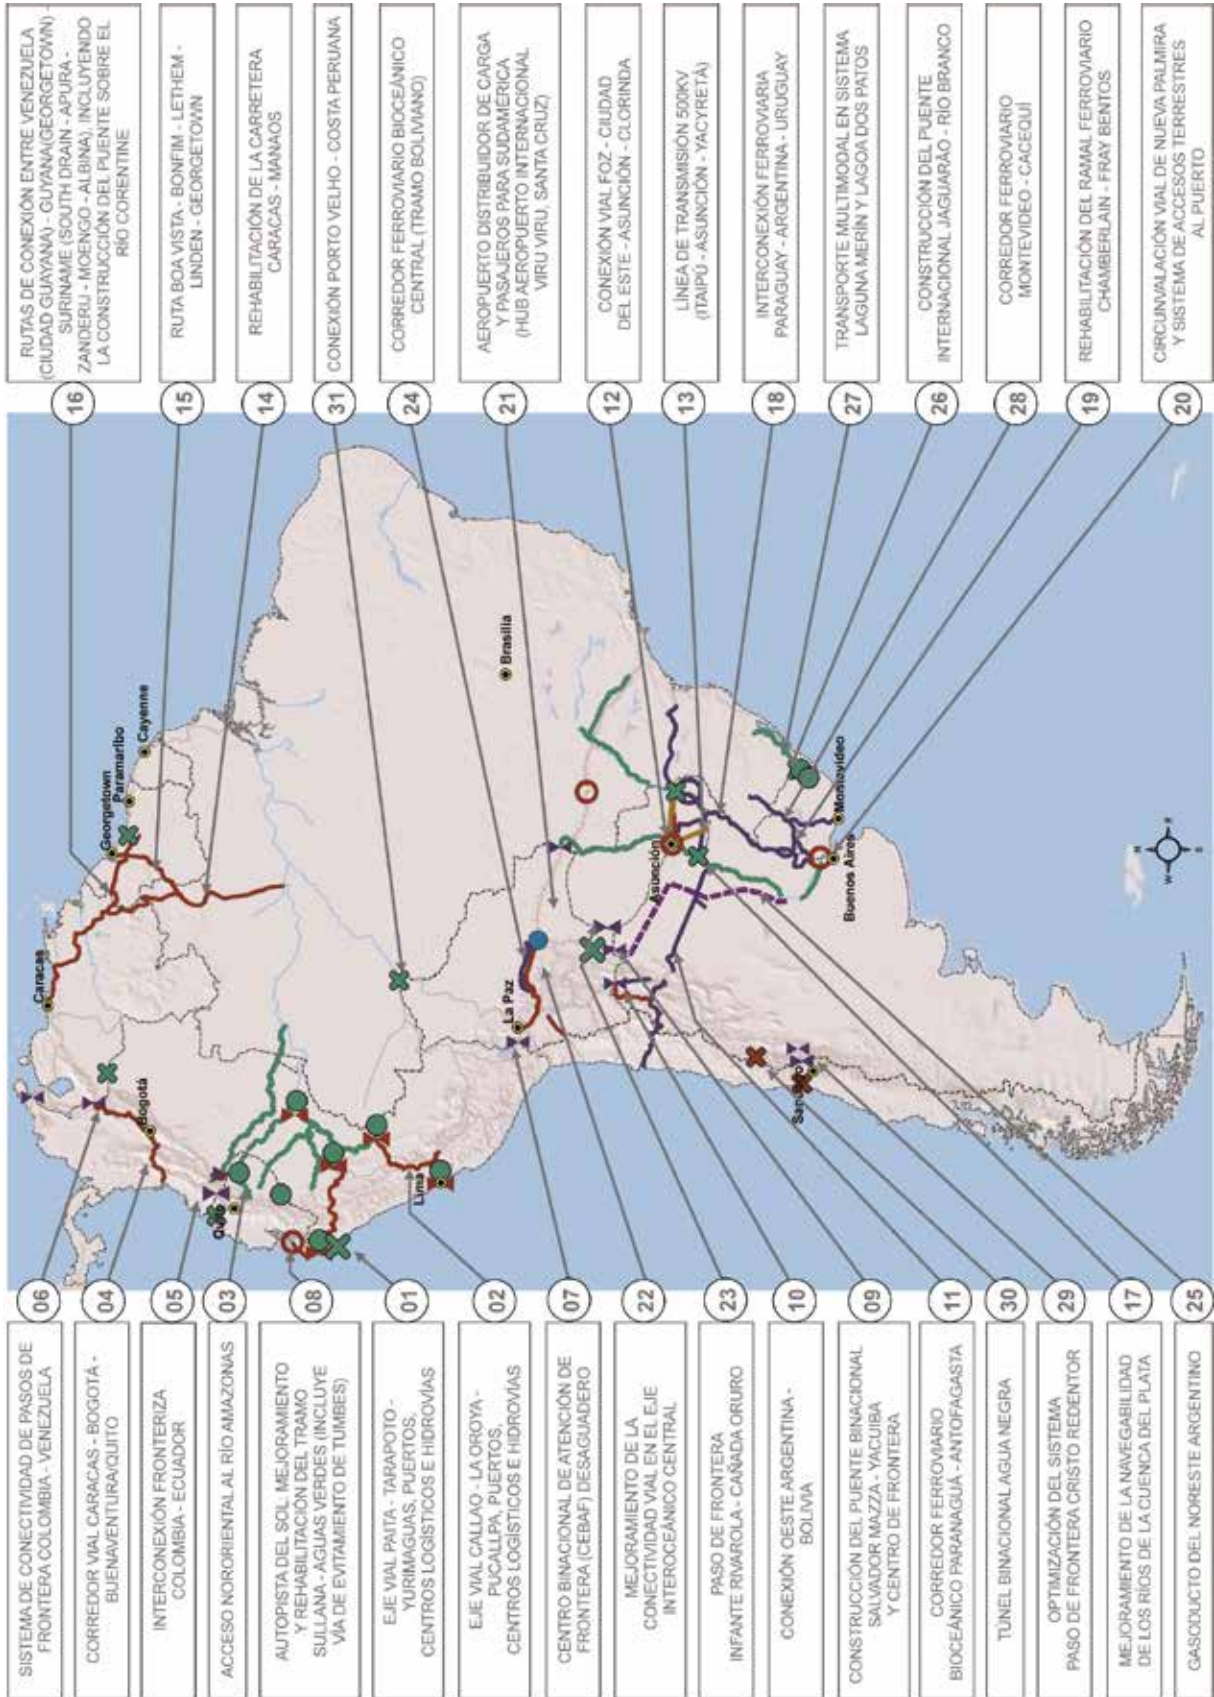 SISTEMA DE CONECTIVIDAD DE PASOS DE
FRONTERA COLOMBIA - VENEZUELA
06
CORREDOR VIAL CARACAS - BOGOTÁ -
BUENAVENTURA/QUITO
04
INTERCONEXIÓN FRONTERIZA
COLOMBIA - ECUADOR
05
ACCESO NORORIENTAL AL RÍO AMAZONAS
03
AUTOPISTA DEL SOL: MEJORAMIENTO
Y REHABILITACIÓN DEL TRAMO
SULLANA - AGUAS VERDES (INCLUYE
VÍA DE EVITAMIENTO DE TUMBES)
08
EJE VIAL PAITA - TARAPOTO -
YURIMAGUAS, PUERTOS,
CENTROS LOGÍSTICOS E HIDROVÍAS
01
EJE VIAL CALLAO - LA OROYA -
PUCALLPA, PUERTOS,
CENTROS LOGÍSTICOS E HIDROVÍAS
02
CENTRO BINACIONAL DE ATENCIÓN DE
FRONTERA (CEBAF) DESAGUADERO
07
MEJORAMIENTO DE LA
CONECTIVIDAD VIAL EN EL EJE
INTEROCEÁNICO CENTRAL
22
PASO DE FRONTERA
INFANTE RIVAROLA - CAÑADA ORURO
23
CONEXIÓN OESTE ARGENTINA -
BOLIVIA
10
CONSTRUCCIÓN DEL PUENTE BINACIONAL
SALVADOR MAZZA - YACUIBA
Y CENTRO DE FRONTERA
09
CORREDOR FERROVIARIO
BIOCEÁNICO PARANAGUÁ - ANTOFAGASTA
11
TÚNEL BINACIONAL AGUA NEGRA
30
OPTIMIZACIÓN DEL SISTEMA
PASO DE FRONTERA CRISTO REDENTOR
29
MEJORAMIENTO DE LA NAVEGABILIDAD
DE LOS RÍOS DE LA CUENCA DEL PLATA
17
GASODUCTO DEL NORESTE ARGENTINO
25
Caracas
Bogotá
Quito
Lima
Georgetown
Paramaribo
Cayenne
La Paz
Brasilia
Asunción
Buenos Aires
Montevideo
N
W
E
S
RUTAS DE CONEXIÓN ENTRE VENEZUELA
(CIUDAD GUAYANA) - GUYANA(GEORGETOWN) -
SURINAME (SOUTH DRAIN - APURA -
ZANDERIJ - MOENGO - ALBINA), INCLUYENDO
LA CONSTRUCCIÓN DEL PUENTE SOBRE EL
RÍO CORENTINE
16
RUTA BOA VISTA - BONFIM - LETHEM -
LINDEN - GEORGETOWN
15
REHABILITACIÓN DE LA CARRETERA
CARACAS - MANAOS
14
CONEXIÓN PORTO VELHO - COSTA PERUANA
31
CORREDOR FERROVIARIO BIOCEÁNICO
CENTRAL (TRAMO BOLIVIANO)
24
AEROPUERTO DISTRIBUIDOR DE CARGA
Y PASAJEROS PARA SUDAMÉRICA
(HUB AEROPUERTO INTERNACIONAL
VIRU VIRU, SANTA CRUZ)
21
CONEXIÓN VIAL FOZ - CIUDAD
DEL ESTE - ASUNCIÓN - CLORINDA
12
LÍNEA DE TRANSMISIÓN 500KV
(ITAIPÚ - ASUNCIÓN - YACYRETÁ)
13
INTERCONEXIÓN FERROVIARIA
PARAGUAY - ARGENTINA - URUGUAY
18
TRANSPORTE MULTIMODAL EN SISTEMA
LAGUNA MERÍN Y LAGOA DOS PATOS
27
CONSTRUCCIÓN DEL PUENTE
INTERNACIONAL JAGUARÃO - RÍO BRANCO
26
CORREDOR FERROVIARIO
MONTEVIDEO - CACEQUÍ
28
REHABILITACIÓN DEL RAMAL FERROVIARIO
CHAMBERLAIN - FRAY BENTOS
19
CIRCUNVALACIÓN VIAL DE NUEVA PALMIRA
Y SISTEMA DE ACCESOS TERRESTRES
AL PUERTO
20